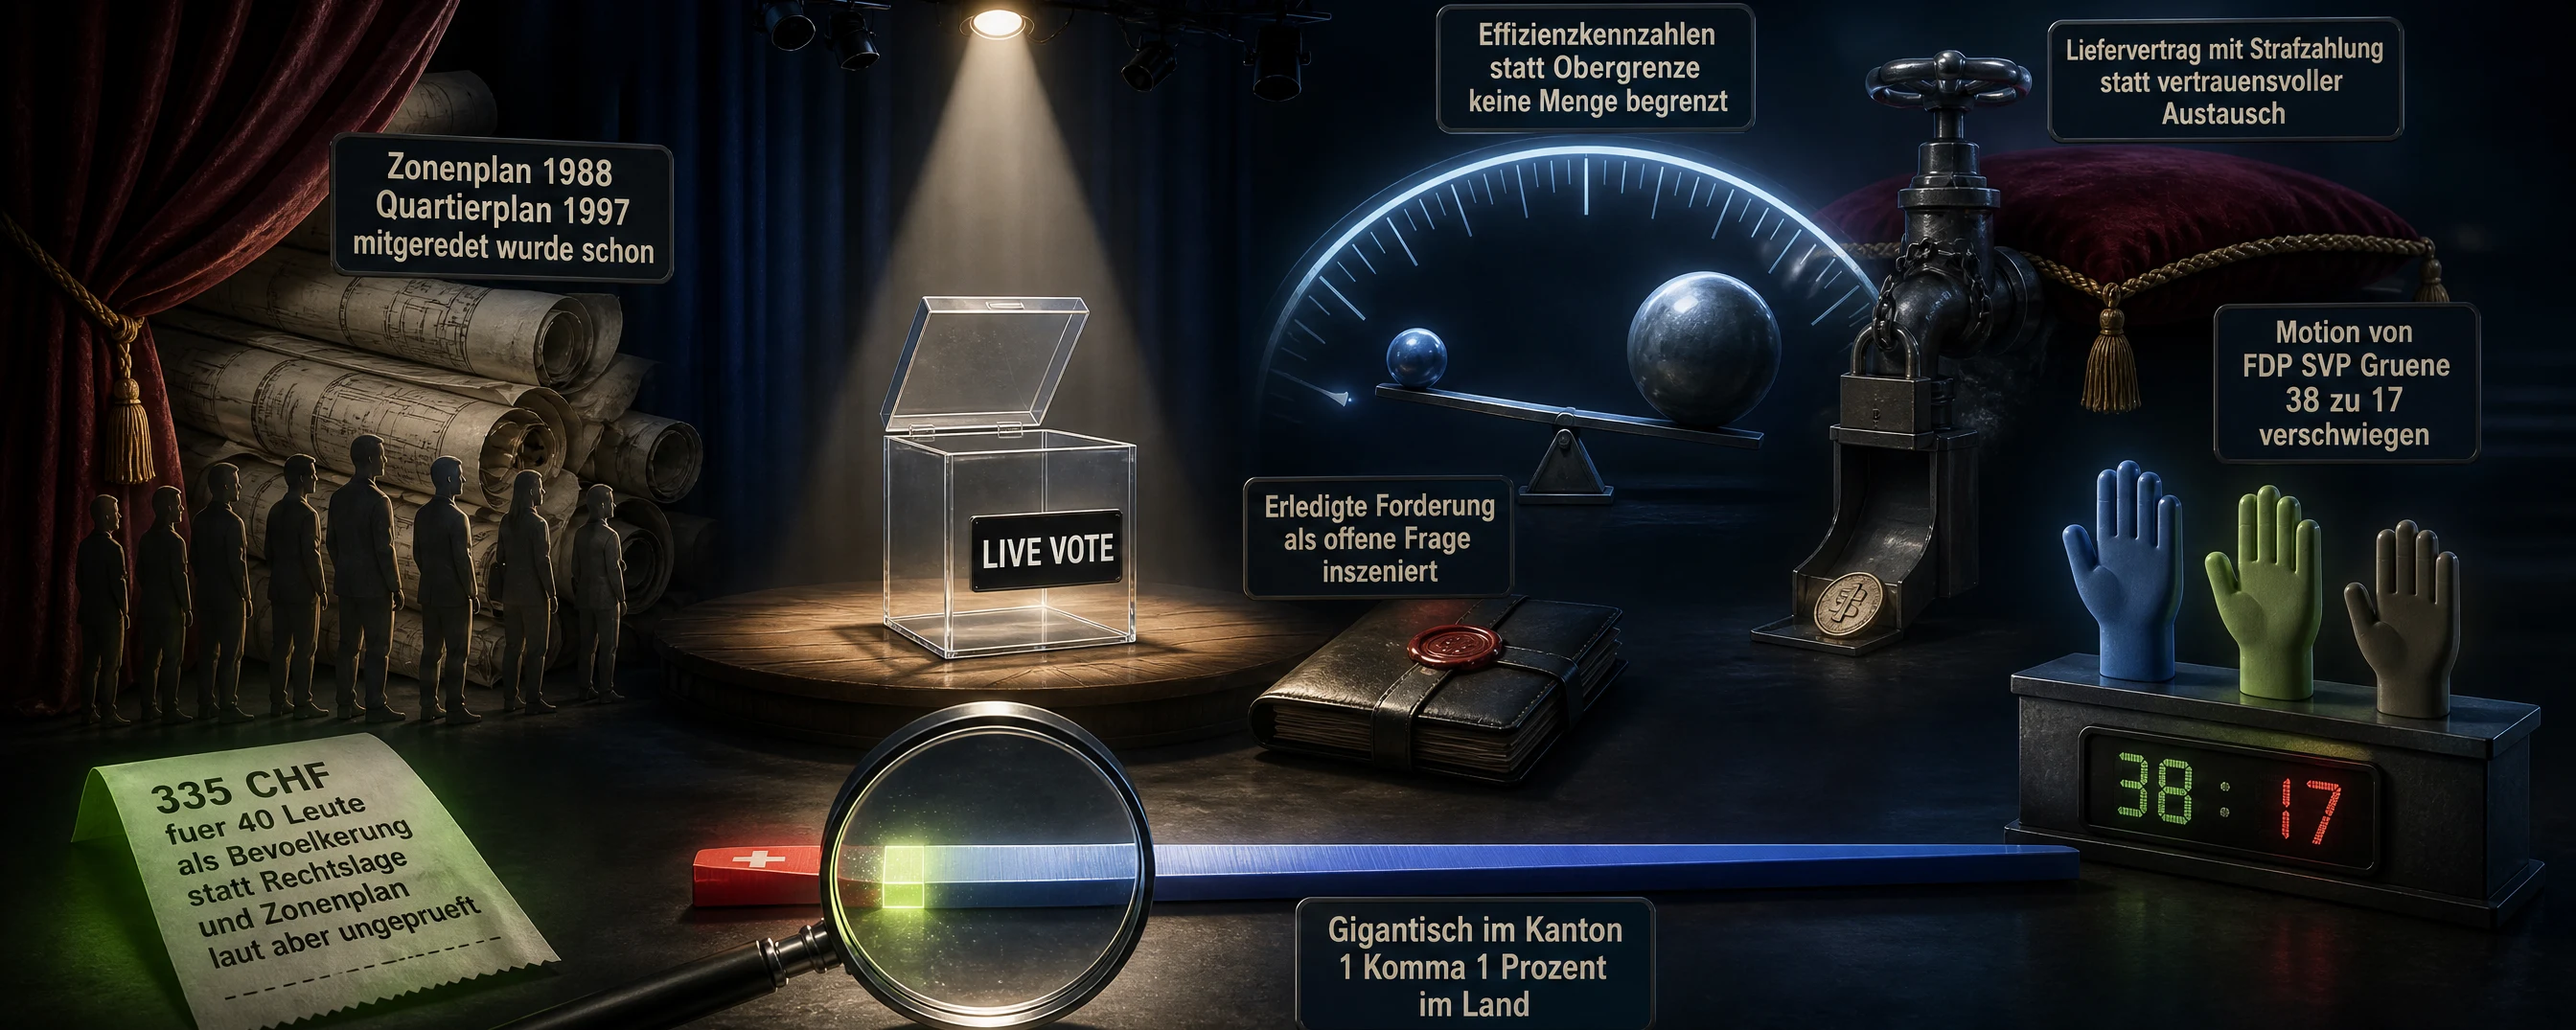 Zonenplan 1988
Quartierplan 1997
mitgeredet wurde schon
LIVE VOTE
Effizienzkennzahlen
statt Obergrenze
keine Menge begrenzt
Liefervertrag mit Strafzahlung
statt vertrauensvoller
Austausch
Motion von
FDP SVP Gruene
38 zu 17
verschwiegen
Erledigte Forderung
als offene Frage
inszeniert
38 : 17
335 CHF
fuer 40 Leute
als Bevoelkerung
statt Rechtslage
und Zonenplan
laut aber ungeprueft
Gigantisch im Kanton
1 Komma 1 Prozent
im Land